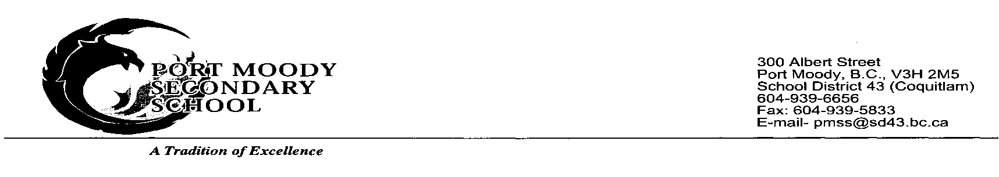 PORT MOODY
SECONDARY
SCHOOL
300 Albert Street
Port Moody, B.C., V3H 2M5
School District 43 (Coquitlam)
604-939-6656
Fax: 604-939-5833
E-mail- pmss@sd43.bc.ca
A Tradition of Excellence